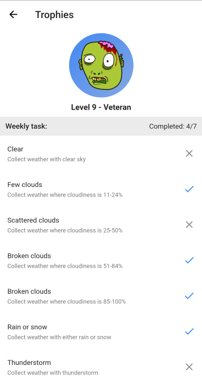 Trophies
Level 9 - Veteran
Weekly task: Completed: 4/7
Clear
Collect weather with clear sky
Few clouds
Collect weather where cloudiness is 11-24%
Scattered clouds
Collect weather where cloudiness is 25-50%
Broken clouds
Collect weather where cloudiness is 51-84%
Broken clouds
Collect weather where cloudiness is 85-100%
Rain or snow
Collect weather with either rain or snow
Thunderstorm
Collect weather with thunderstorm